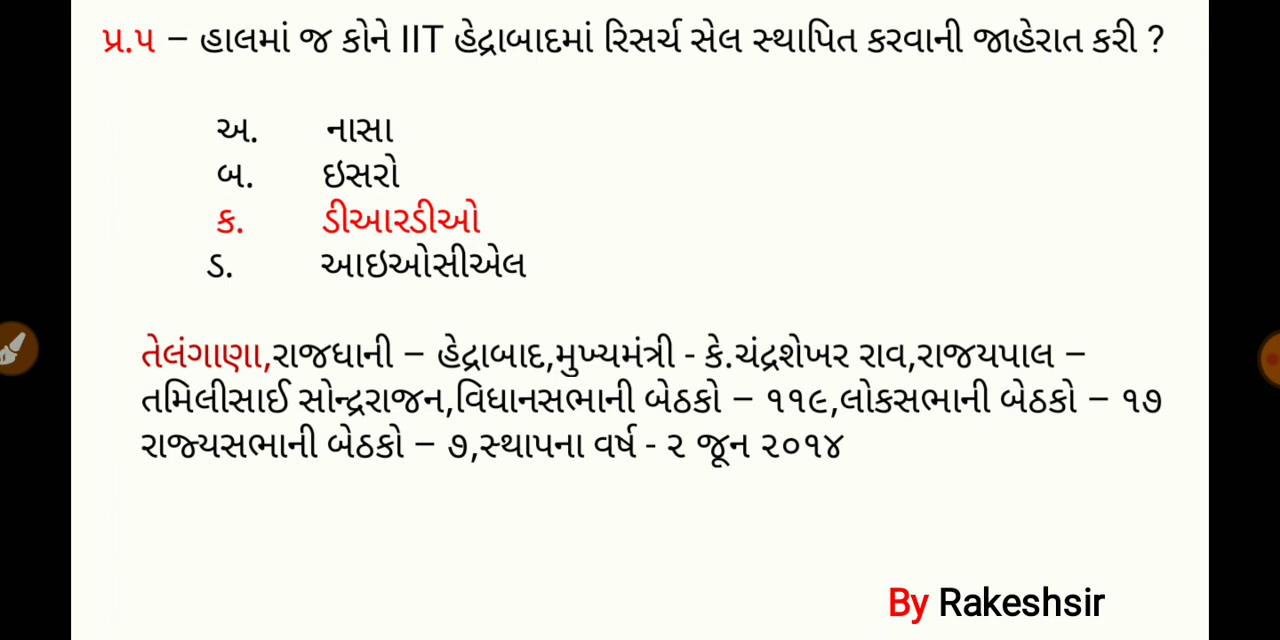 પ્ર.૫ – હાલમાં જ કોને IIT હેદ્રાબાદમાં રિસર્ચ સેલ સ્થાપિત કરવાની જાહેરાત કરી ?
અ. નાસા
બ. ઇસરો
ક. ડીઆરડીઓ
ડ. આઇઓસીએલ
તેલંગાણા,રાજધાની – હેદ્રાબાદ,મુખ્યમંત્રી - કે.ચંદ્રશેખર રાવ,રાજયપાલ –
તમિલીસાઈ સોન્દ્રરાજન,વિધાનસભાની બેઠકો – ૧૧૯,લોકસભાની બેઠકો – ૧૭
રાજ્યસભાની બેઠકો – ૭,સ્થાપના વર્ષ - ૨ જૂન ૨૦૧૪
By Rakeshsir